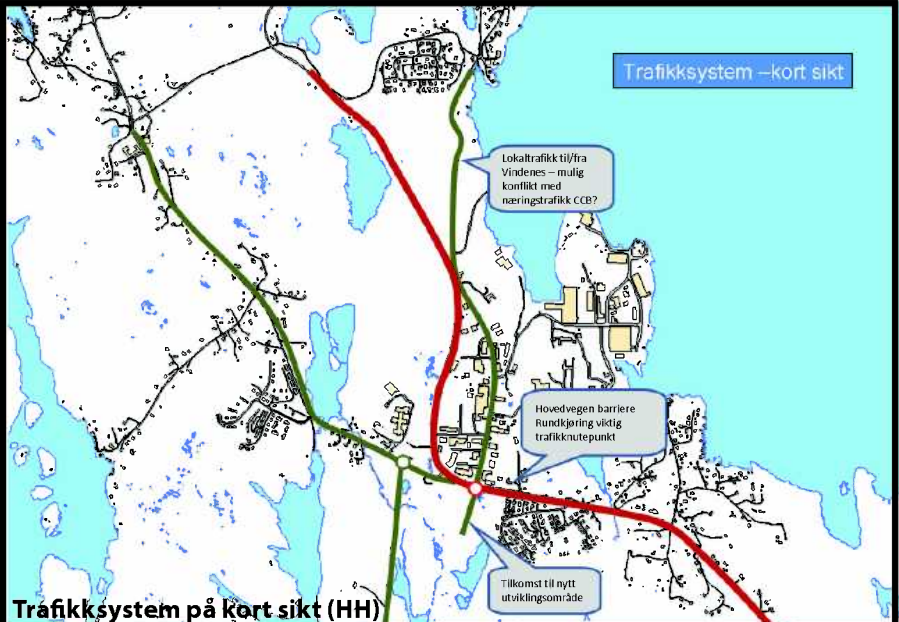 Trafikksystem –kort sikt
Lokaltrafikk til/fra
Vindenes – mulig
konflikt med
næringstrafikk CCB?
Hovedvegen barriere
Rundkjøring viktig
trafikknutepunkt
Tilkomst til nytt
utviklingsområde
Trafikksystem på kort sikt (HH)